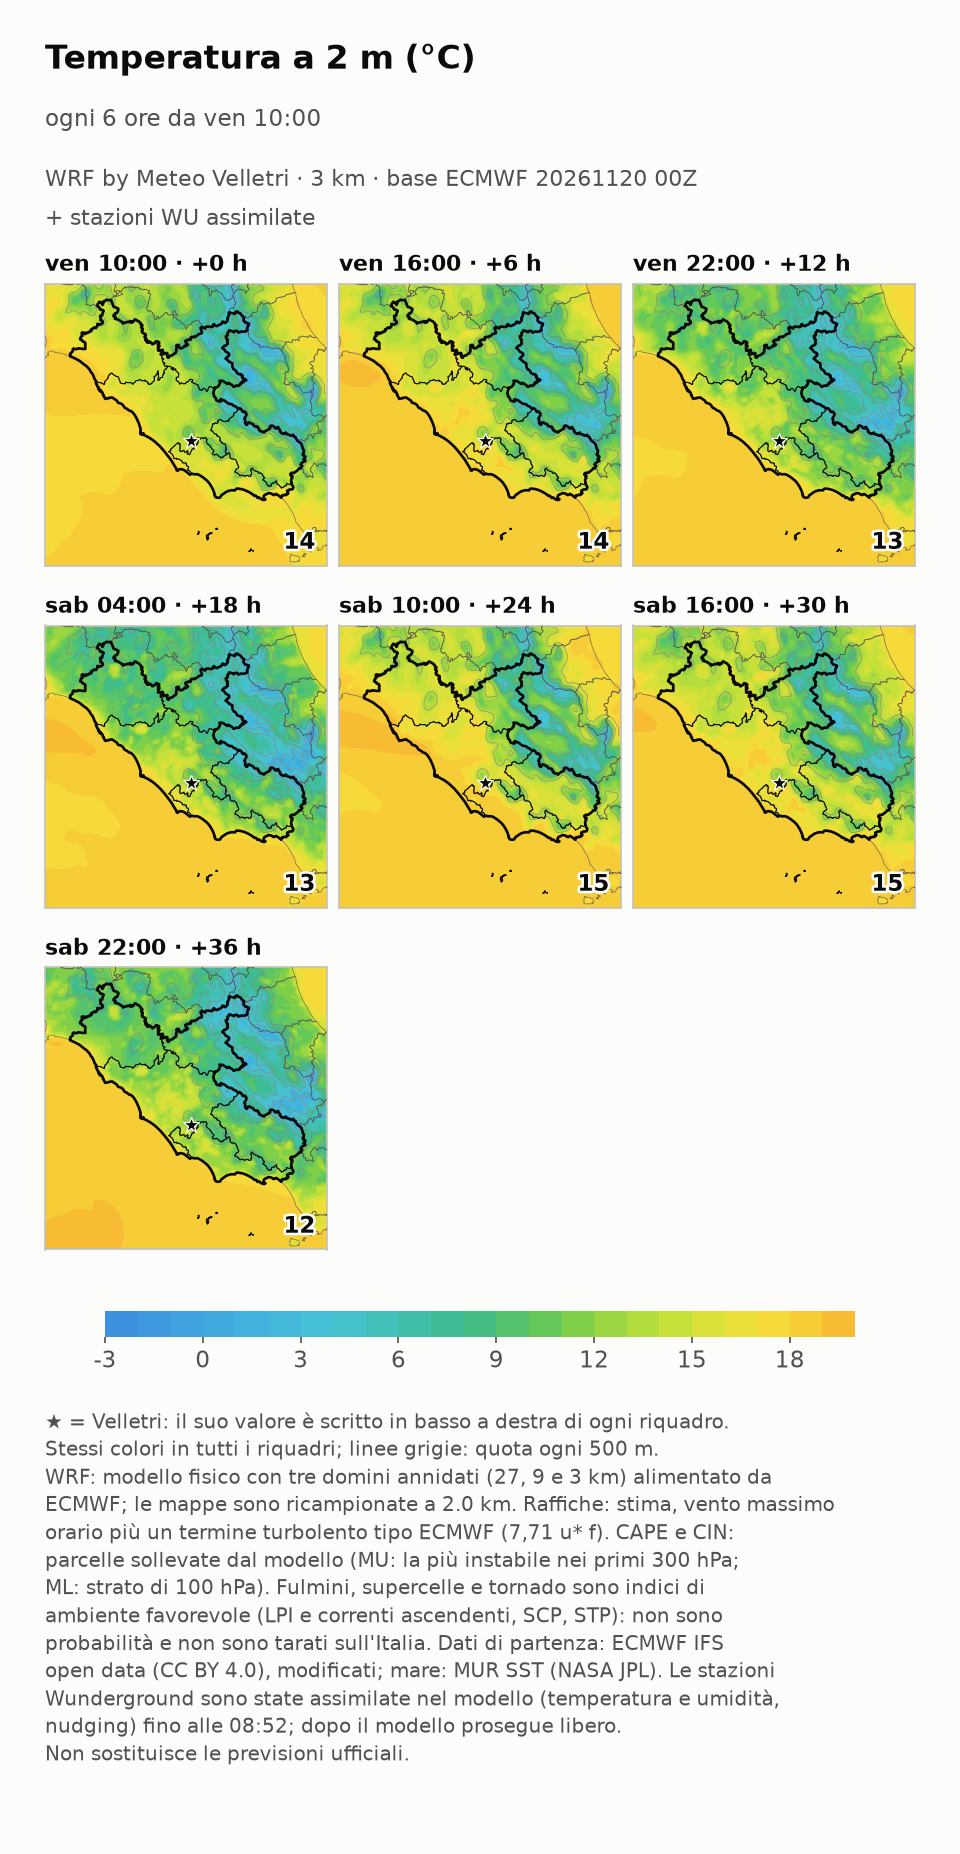 Temperatura a 2 m (°C)
ogni 6 ore da ven 10:00
WRF by Meteo Velletri · 3 km · base ECMWF 20261120 00Z
+ stazioni WU assimilate
ven 10:00 · +0 h
ven 16:00 · +6 h
ven 22:00 · +12 h
14
14
13
sab 04:00 · +18 h
sab 10:00 · +24 h
sab 16:00 · +30 h
13
15
15
sab 22:00 · +36 h
12
-3 0 3 6 9 12 15 18
★ = Velletri: il suo valore è scritto in basso a destra di ogni riquadro.
Stessi colori in tutti i riquadri; linee grigie: quota ogni 500 m.
WRF: modello fisico con tre domini annidati (27, 9 e 3 km) alimentato da
ECMWF; le mappe sono ricampionate a 2.0 km. Raffiche: stima, vento massimo
orario più un termine turbolento tipo ECMWF (7,71 u* f). CAPE e CIN:
parcelle sollevate dal modello (MU: la più instabile nei primi 300 hPa;
ML: strato di 100 hPa). Fulmini, supercelle e tornado sono indici di
ambiente favorevole (LPI e correnti ascendenti, SCP, STP): non sono
probabilità e non sono tarati sull'Italia. Dati di partenza: ECMWF IFS
open data (CC BY 4.0), modificati; mare: MUR SST (NASA JPL). Le stazioni
Wunderground sono state assimilate nel modello (temperatura e umidità,
nudging) fino alle 08:52; dopo il modello prosegue libero.
Non sostituisce le previsioni ufficiali.